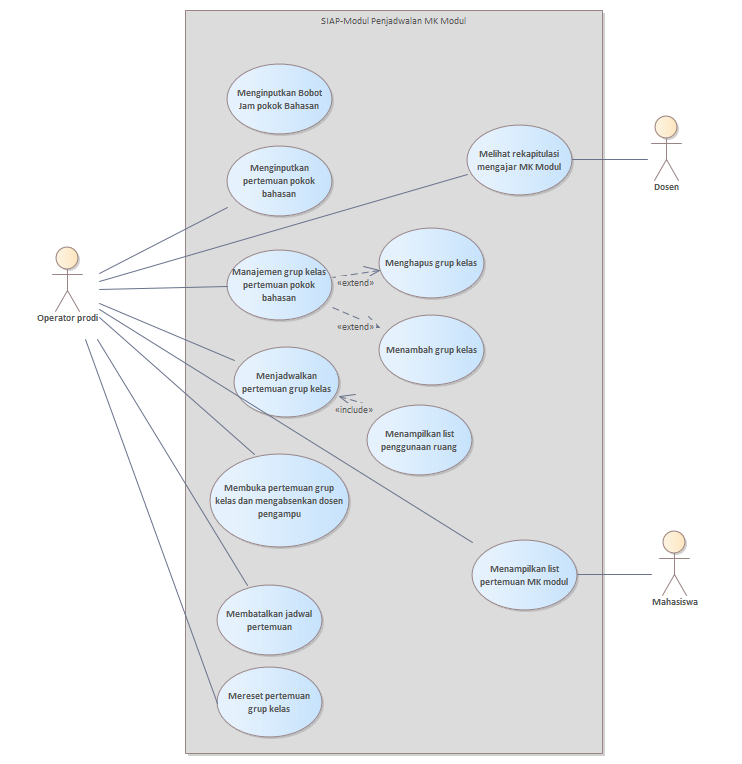 SIAP-Modul Penjadwalan MK Modul
Menginputkan Bobot
Jam pokok Bahasan
Melihat rekapitulasi
mengajar MK Modul
Dosen
Menginputkan
pertemuan pokok
bahasan
Manajemen grup kelas
pertemuan pokok
bahasan
Menghapus grup kelas
«extend»
Operator prodi
«extend»
Menambah grup kelas
Menjadwalkan
pertemuan grup kelas
«include»
Menampilkan list
penggunaan ruang
Membuka pertemuan grup
kelas dan mengabsenkan dosen
pengampu
Menampilkan list
pertemuan MK modul
Mahasiswa
Membatalkan jadwal
pertemuan
Mereset pertemuan
grup kelas